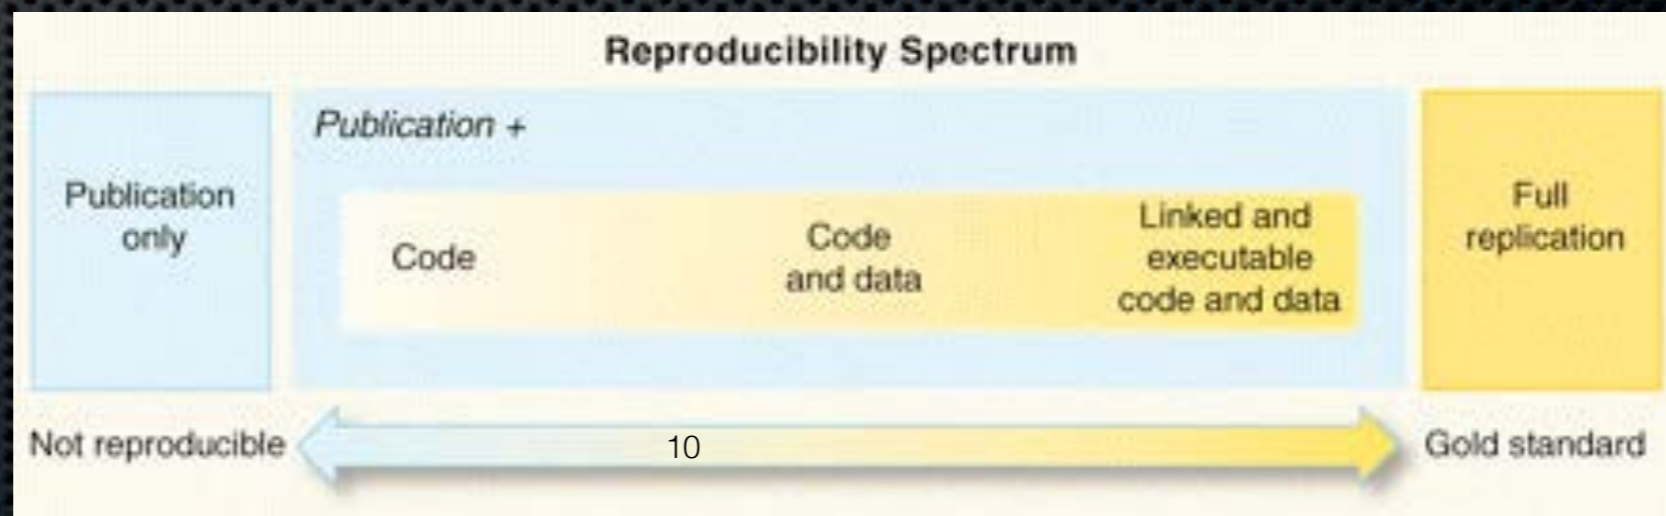 Reproducibility Spectrum
Publication
only
Publication +
Code
Code
and data
Linked and
executable
code and data
Full
replication
Not reproducible
10
Gold standard